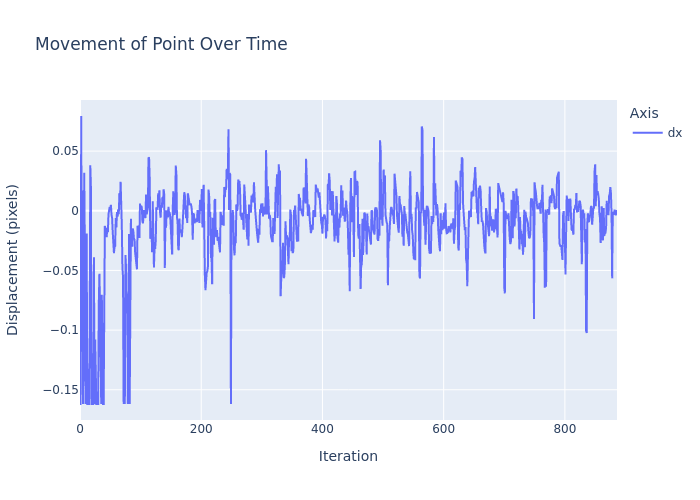 Movement of Point Over Time
Displacement (pixels)
0.05
0
−0.05
−0.1
−0.15
0
200
400
600
800
Iteration
Axis
dx